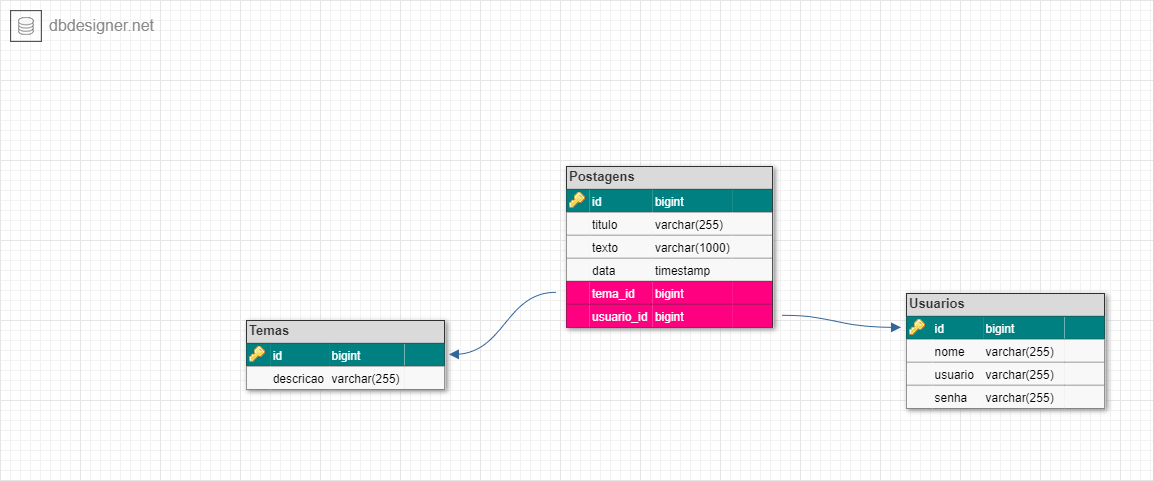 dbdesigner.net
Postagens
id bigint
titulo varchar(255)
texto varchar(1000)
data timestamp
tema_id bigint
usuario_id bigint
Temas
id bigint
descricao varchar(255)
Usuarios
id bigint
nome varchar(255)
usuario varchar(255)
senha varchar(255)